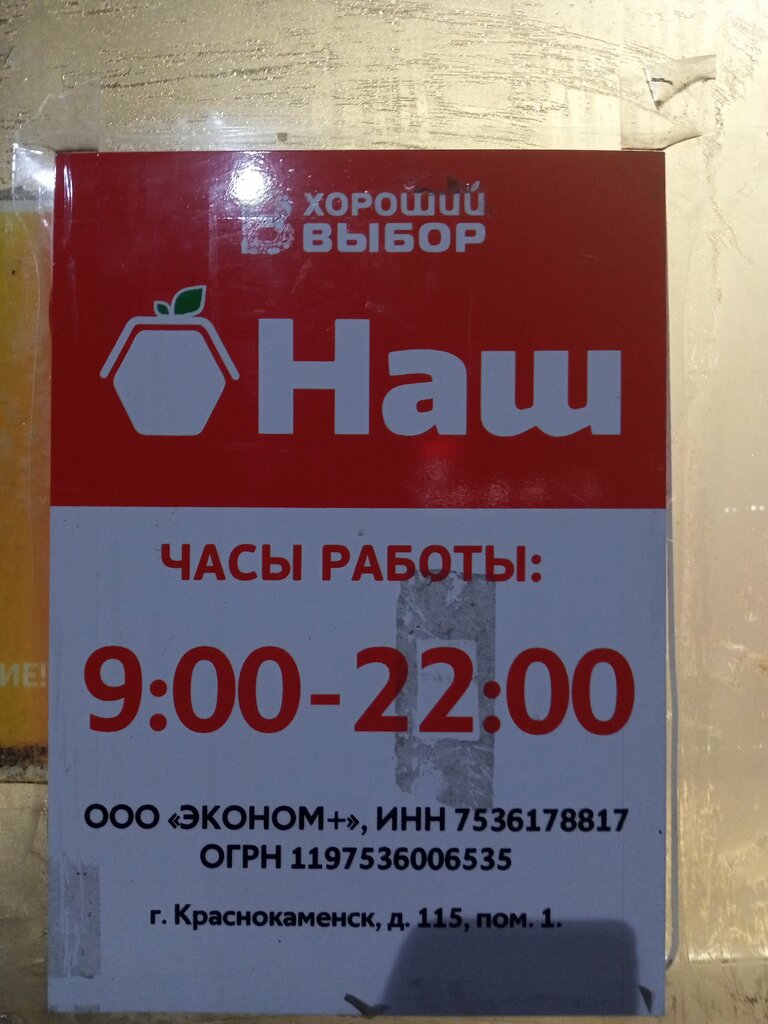 ХОРОШИЙ
ВЫБОР
Наш
ЧАСЫ РАБОТЫ:
9:00-22:00
ООО «ЭКОНОМ+», ИНН 7536178817
ОГРН 1197536006535
г. Краснокаменск, д. 115, пом. 1.